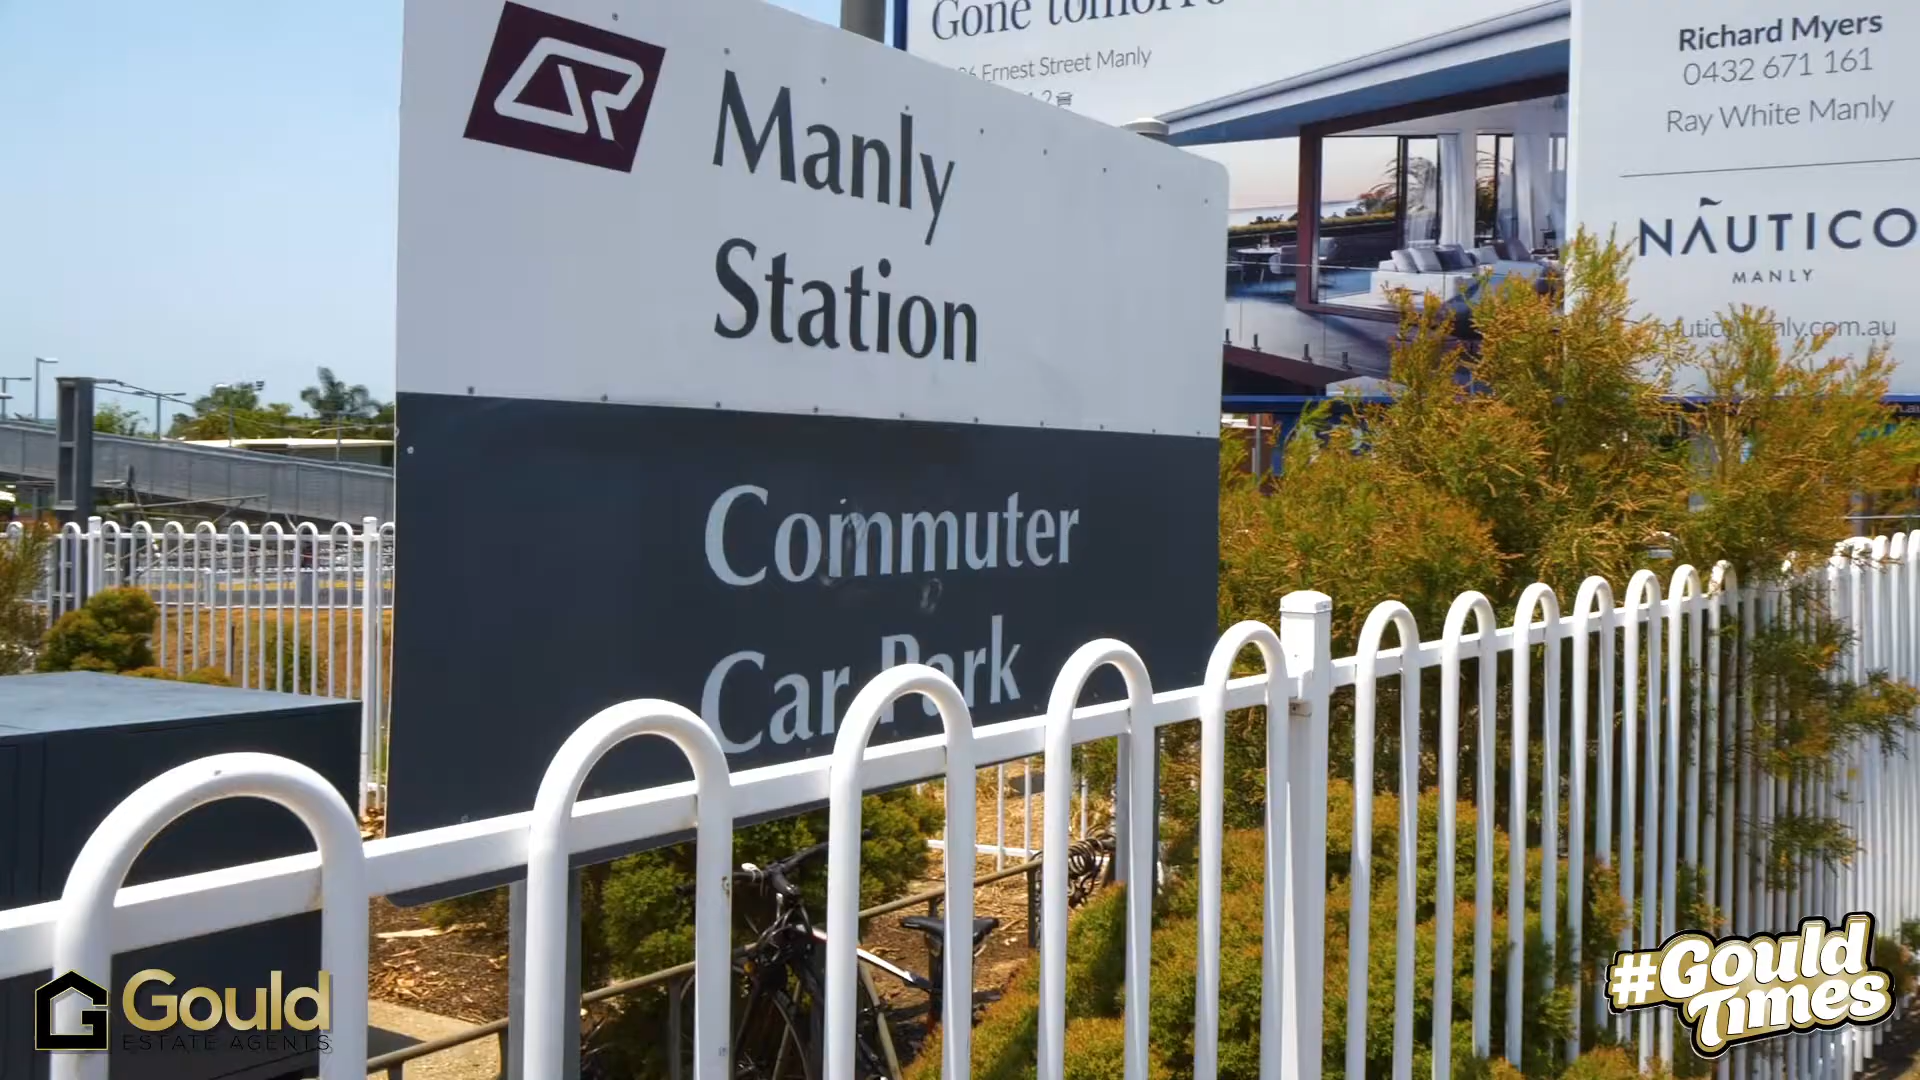 Manly
Station
Commuter
Car Park
Gone
Ernest Street Manly
Richard Myers
0432 671 161
Ray White Manly
NAUTICO
MANLY
Gould
ESTATE AGENTS
#Gould
Times